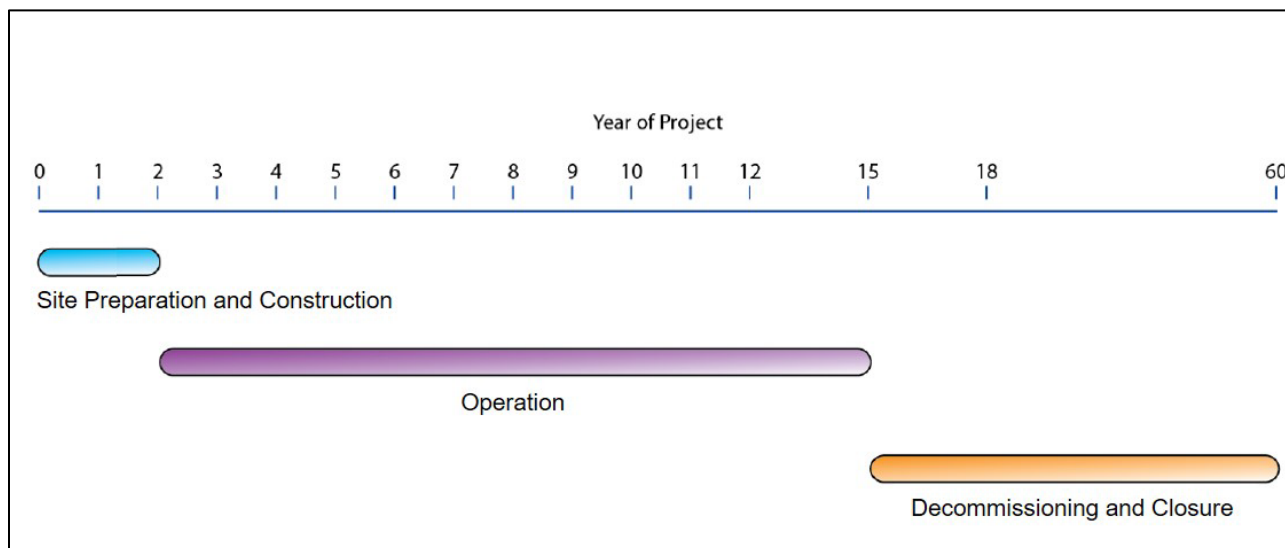 Year of Project
0 1 2 3 4 5 6 7 8 9 10 11 12 15 18 60
Site Preparation and Construction
Operation
Decommissioning and Closure